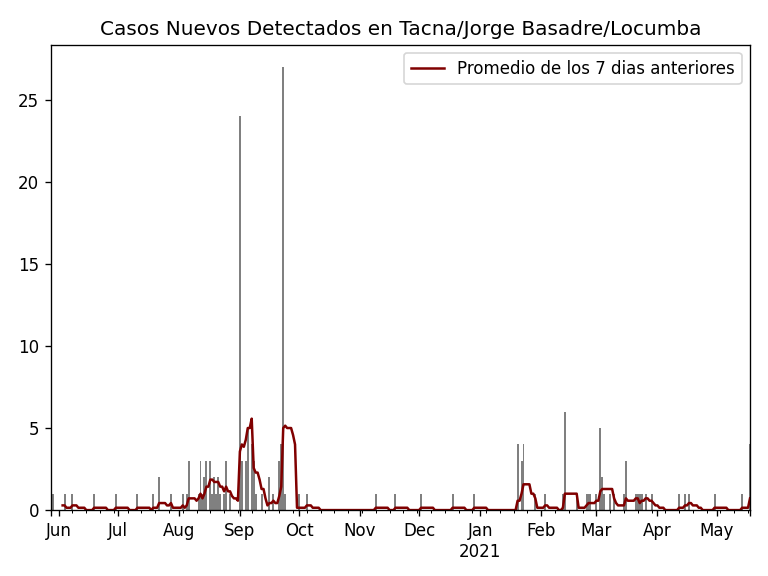 Casos Nuevos Detectados en Tacna/Jorge Basadre/Locumba
Promedio de los 7 dias anteriores
25
20
15
10
5
0
Jun Jul Aug Sep Oct Nov Dec Jan Feb Mar Apr May
2021